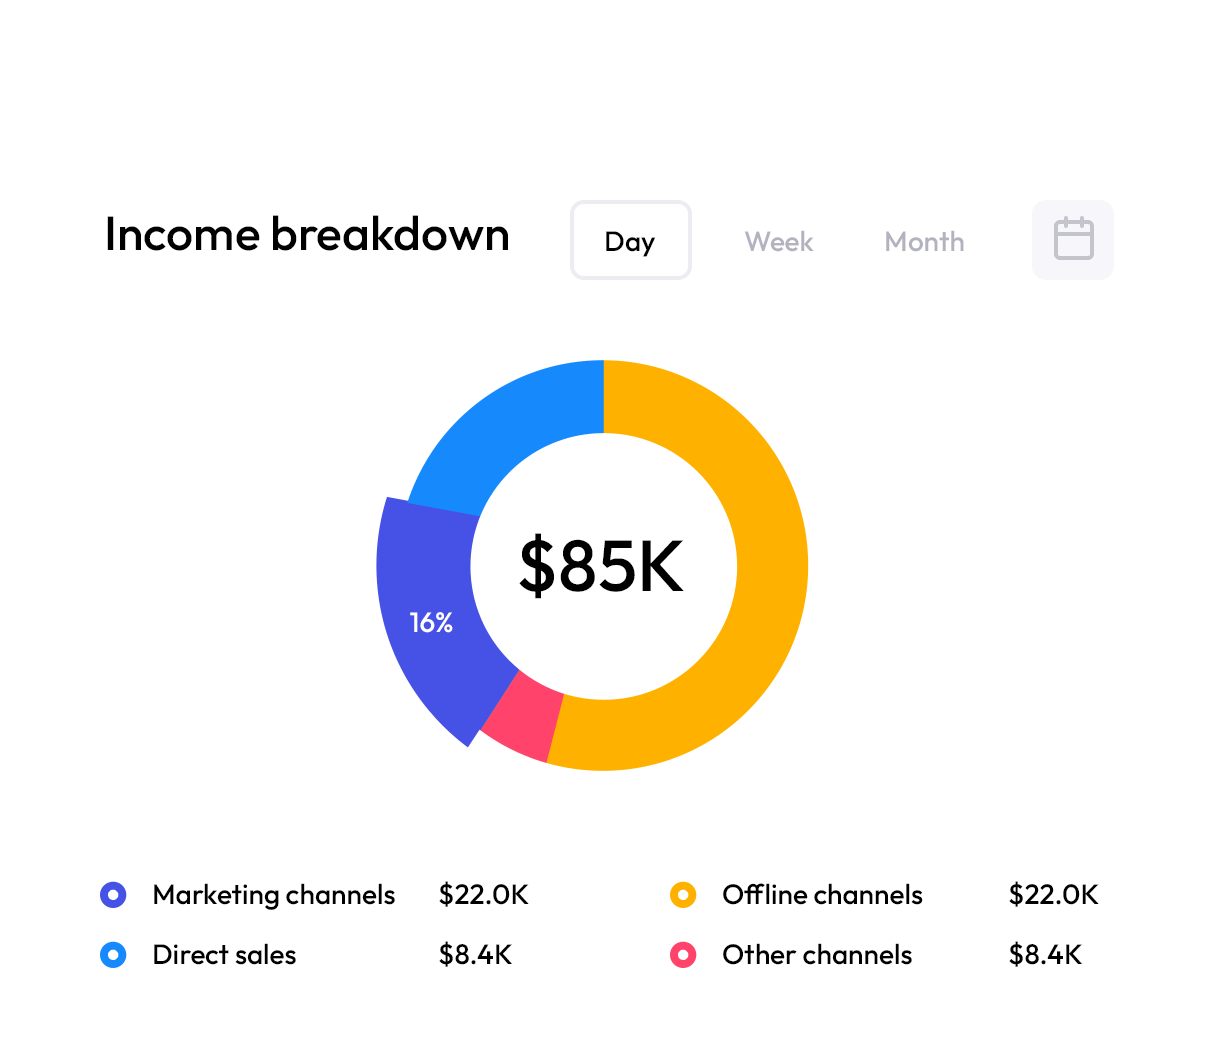 Income breakdown
Day Week Month
$85K
16%
Marketing channels $22.0K Offline channels $22.0K
Direct sales $8.4K Other channels $8.4K